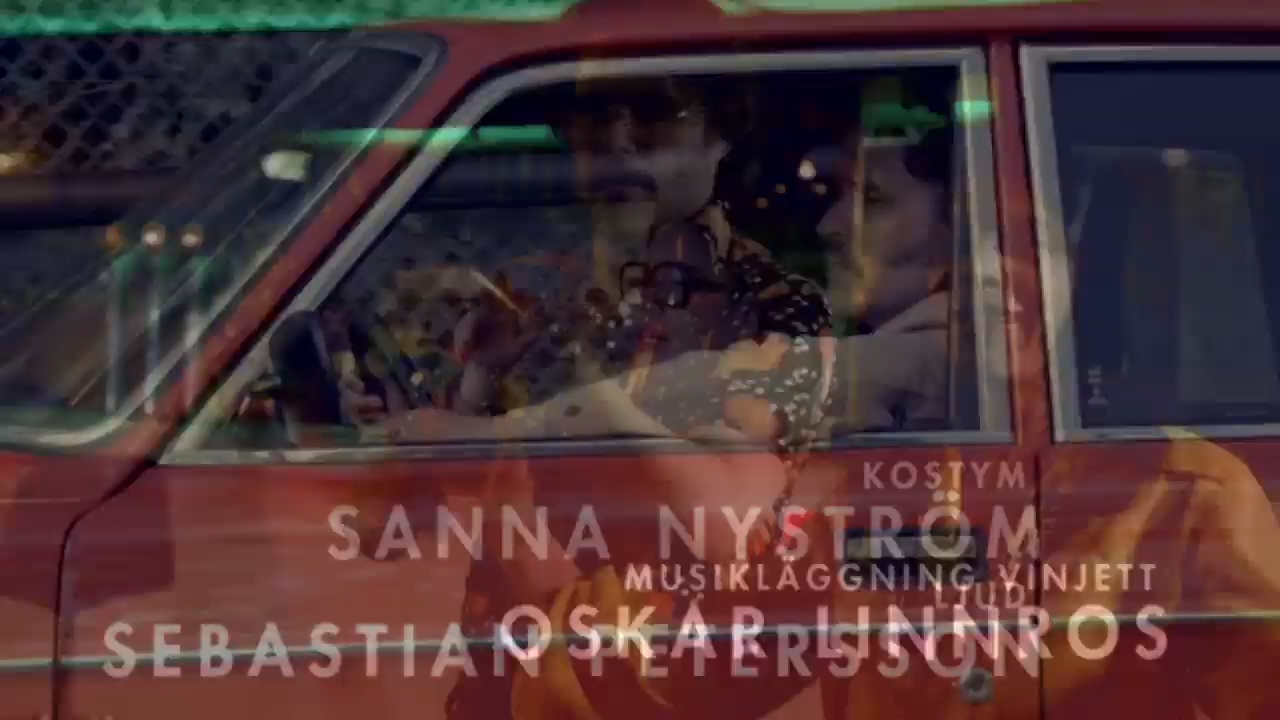 KOSTYM
SANNA NYSTRÖM
MUSIKLÄGGNING VINJETT
LJUD
OSKAR LINNROS
SEBASTIAN PETERSSON